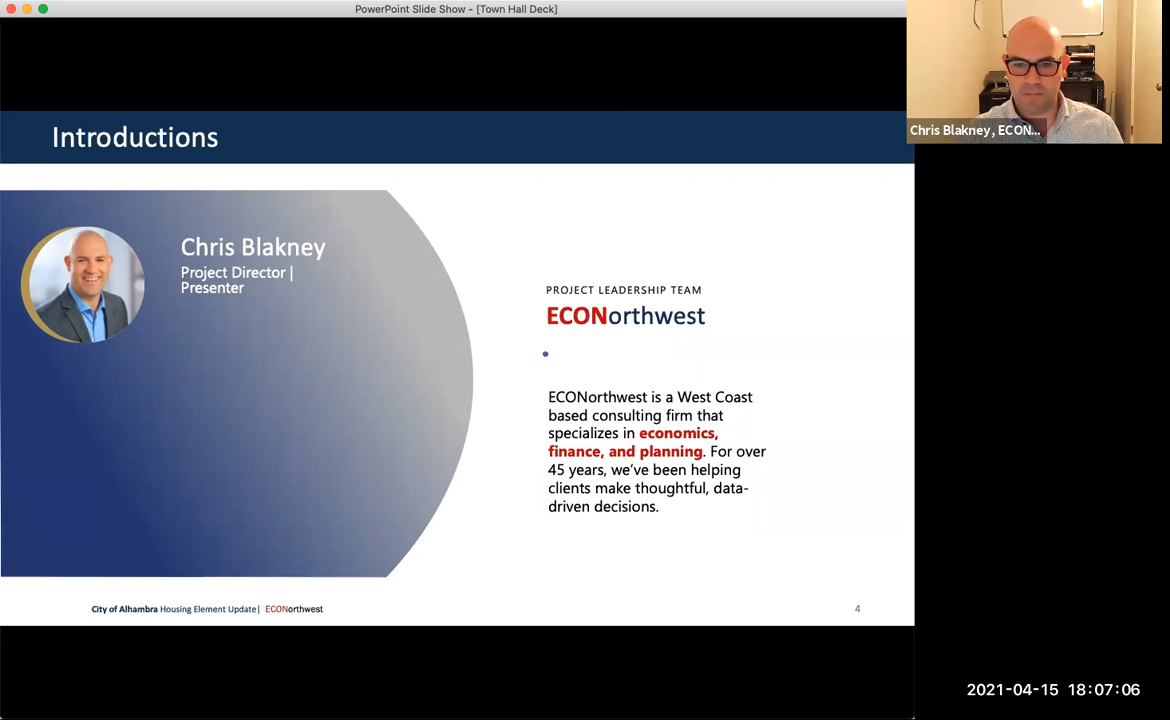 PowerPoint Slide Show - [Town Hall Deck]
Introductions
Chris Blakney, ECON...
Chris Blakney
Project Director |
Presenter
PROJECT LEADERSHIP TEAM
ECONorthwest
ECONorthwest is a West Coast
based consulting firm that
specializes in economics,
finance, and planning. For over
45 years, we've been helping
clients make thoughtful, data-
driven decisions.
City of Alhambra Housing Element Update| ECONorthwest
4
2021-04-15 18:07:06